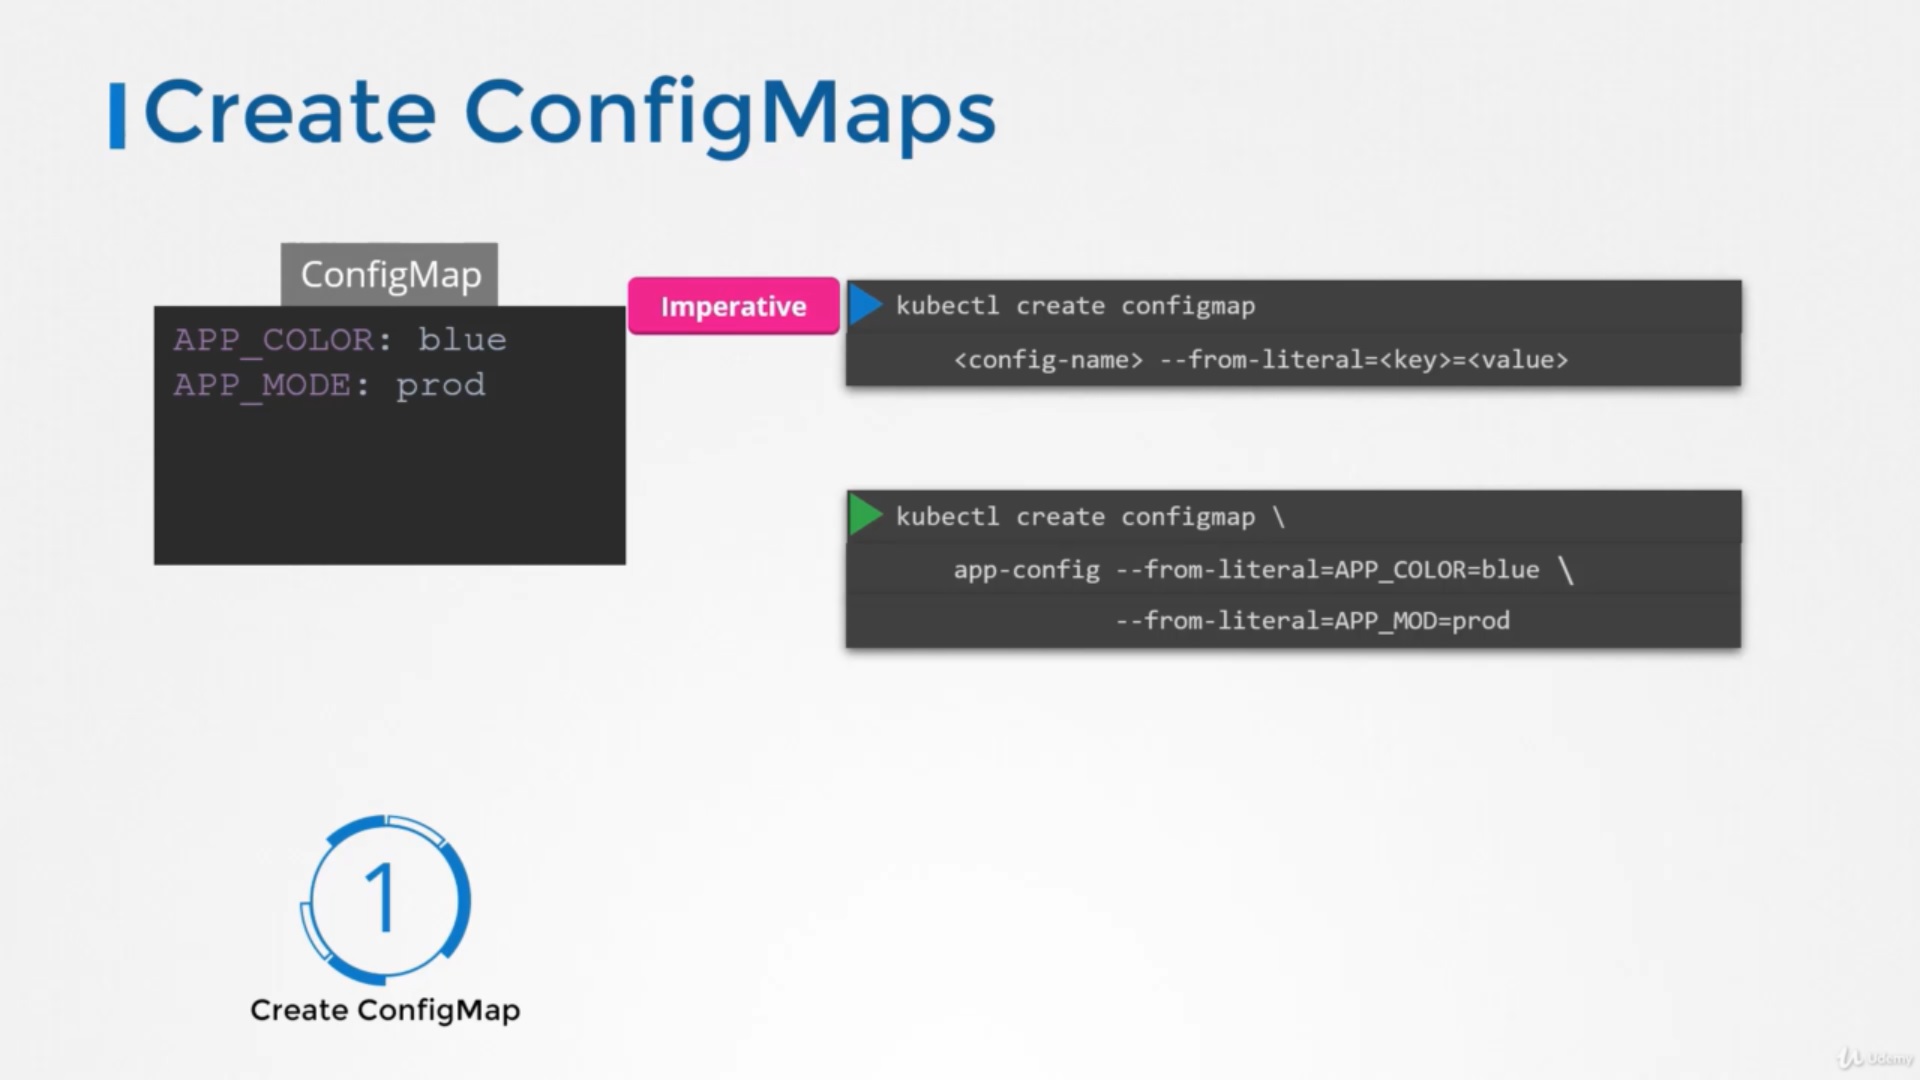 Create ConfigMaps
ConfigMap
APP_COLOR: blue
APP_MODE: prod
Imperative
kubectl create configmap
<config-name> --from-literal=<key>=<value>
kubectl create configmap \
app-config --from-literal=APP_COLOR=blue \
--from-literal=APP_MOD=prod
1
Create ConfigMap
Udemy